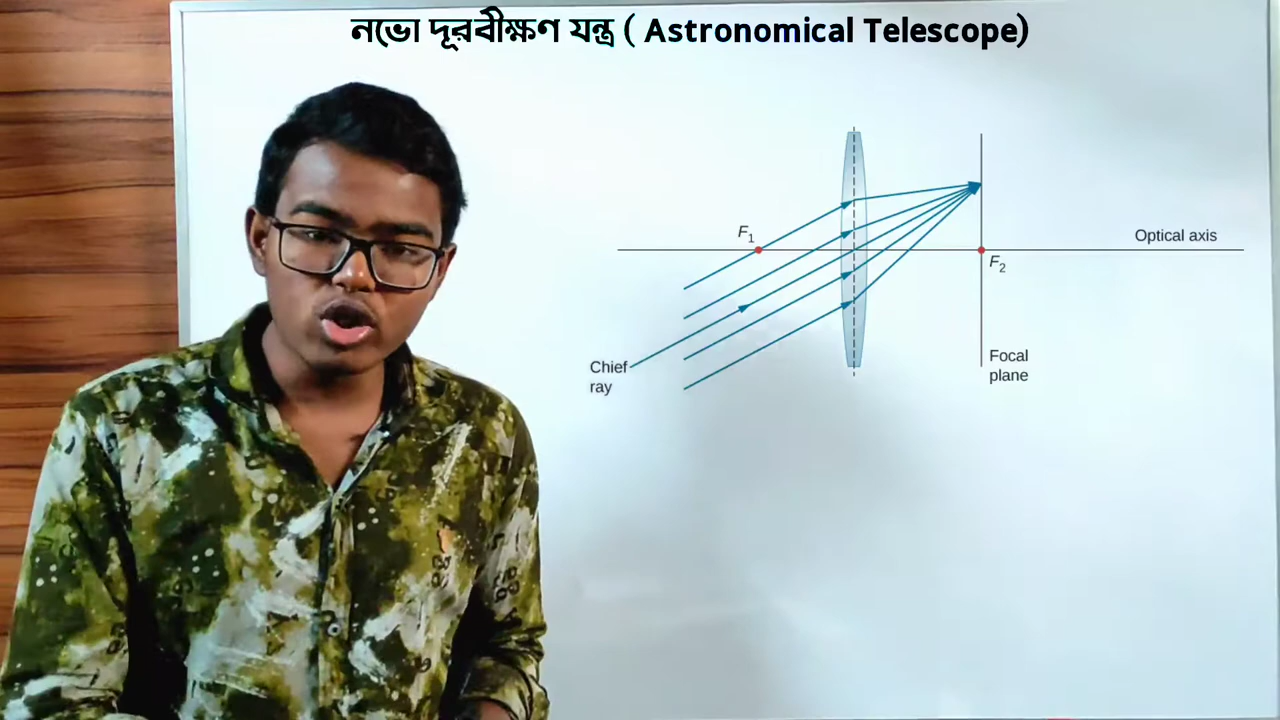 নভো দূরবীক্ষণ যন্ত্র ( Astronomical Telescope)
F1
Optical axis
F2
Chief
ray
Focal
plane